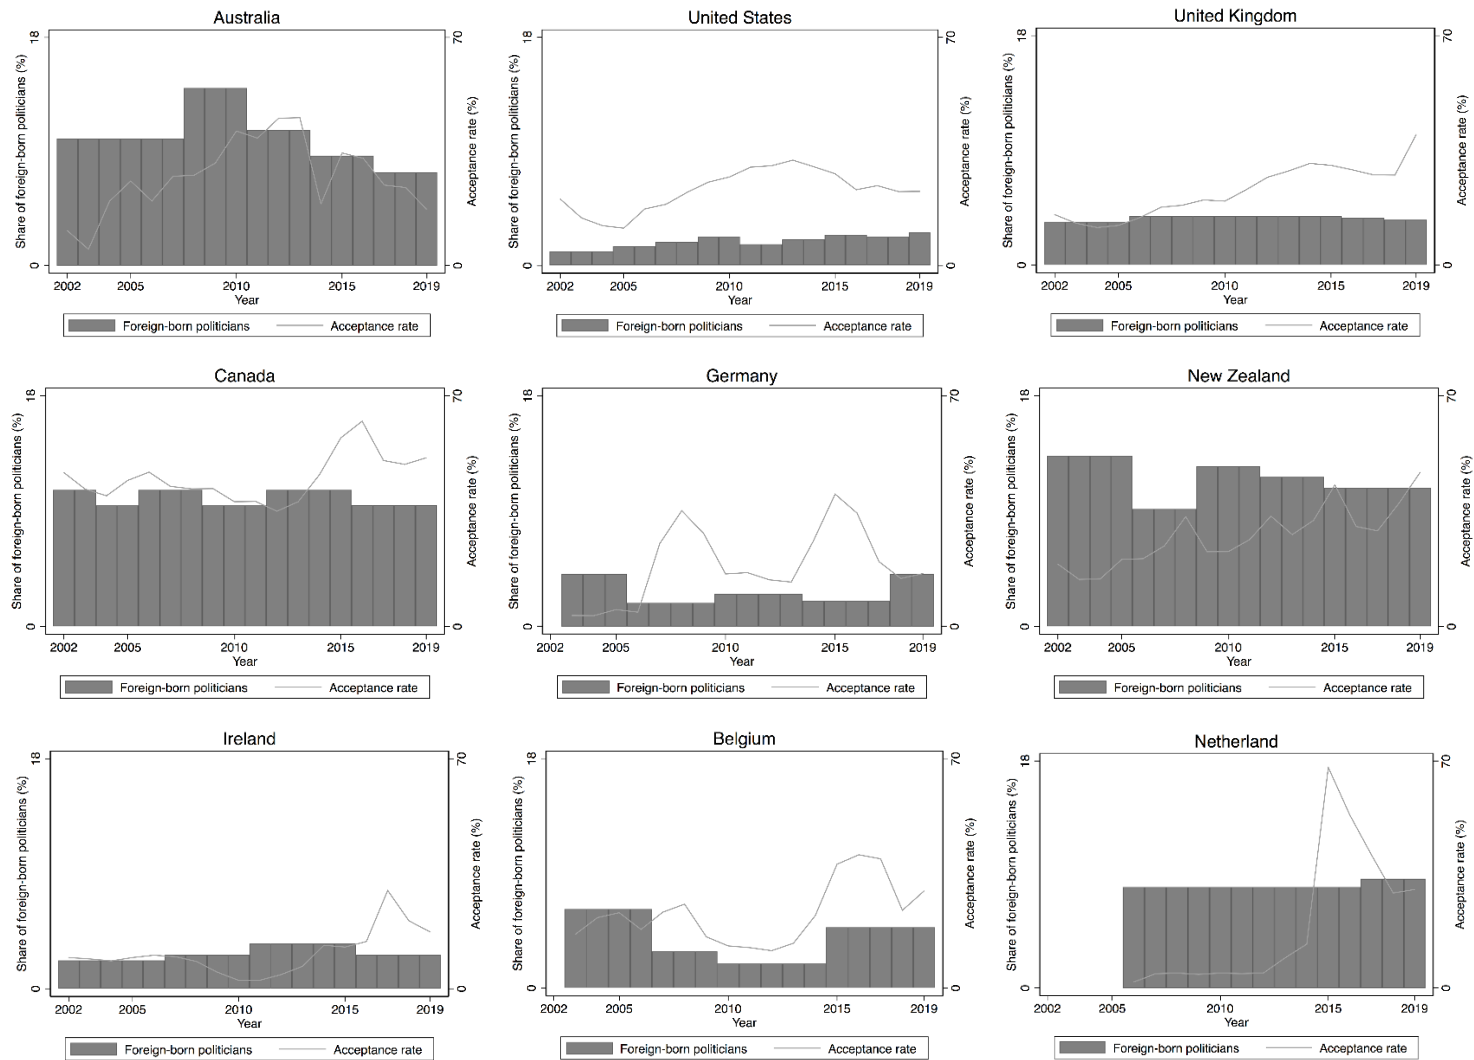 Australia
18
0
Share of foreign-born politicians (%)
70
0
Acceptance rate (%)
2002 2005 2010 2015 2019
Year
Foreign-born politicians Acceptance rate
United States
18
0
Share of foreign-born politicians (%)
70
0
Acceptance rate (%)
2002 2005 2010 2015 2019
Year
Foreign-born politicians Acceptance rate
United Kingdom
18
0
Share of foreign-born politicians (%)
70
0
Acceptance rate (%)
2002 2005 2010 2015 2019
Year
Foreign-born politicians Acceptance rate
Canada
18
0
Share of foreign-born politicians (%)
70
0
Acceptance rate (%)
2002 2005 2010 2015 2019
Year
Foreign-born politicians Acceptance rate
Germany
18
0
Share of foreign-born politicians (%)
70
0
Acceptance rate (%)
2002 2005 2010 2015 2019
Year
Foreign-born politicians Acceptance rate
New Zealand
18
0
Share of foreign-born politicians (%)
70
0
Acceptance rate (%)
2002 2005 2010 2015 2019
Year
Foreign-born politicians Acceptance rate
Ireland
18
0
Share of foreign-born politicians (%)
70
0
Acceptance rate (%)
2002 2005 2010 2015 2019
Year
Foreign-born politicians Acceptance rate
Belgium
18
0
Share of foreign-born politicians (%)
70
0
Acceptance rate (%)
2002 2005 2010 2015 2019
Year
Foreign-born politicians Acceptance rate
Netherland
18
0
Share of foreign-born politicians (%)
70
0
Acceptance rate (%)
2002 2005 2010 2015 2019
Year
Foreign-born politicians Acceptance rate